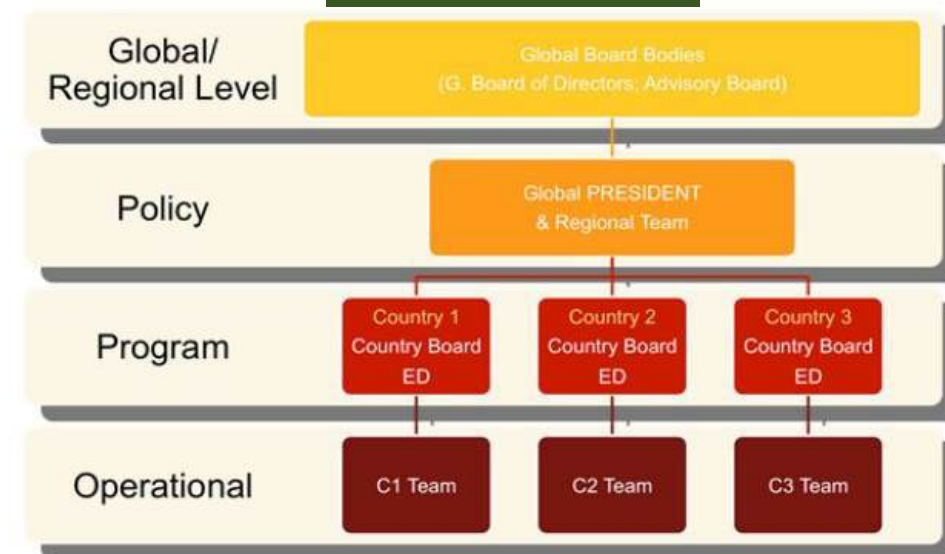 Global/
Regional Level
Global Board Bodies
(G. Board of Directors; Advisory Board)
Policy
Global PRESIDENT
& Regional Team
Program
Country 1
Country Board
ED
Country 2
Country Board
ED
Country 3
Country Board
ED
Operational
C1 Team
C2 Team
C3 Team